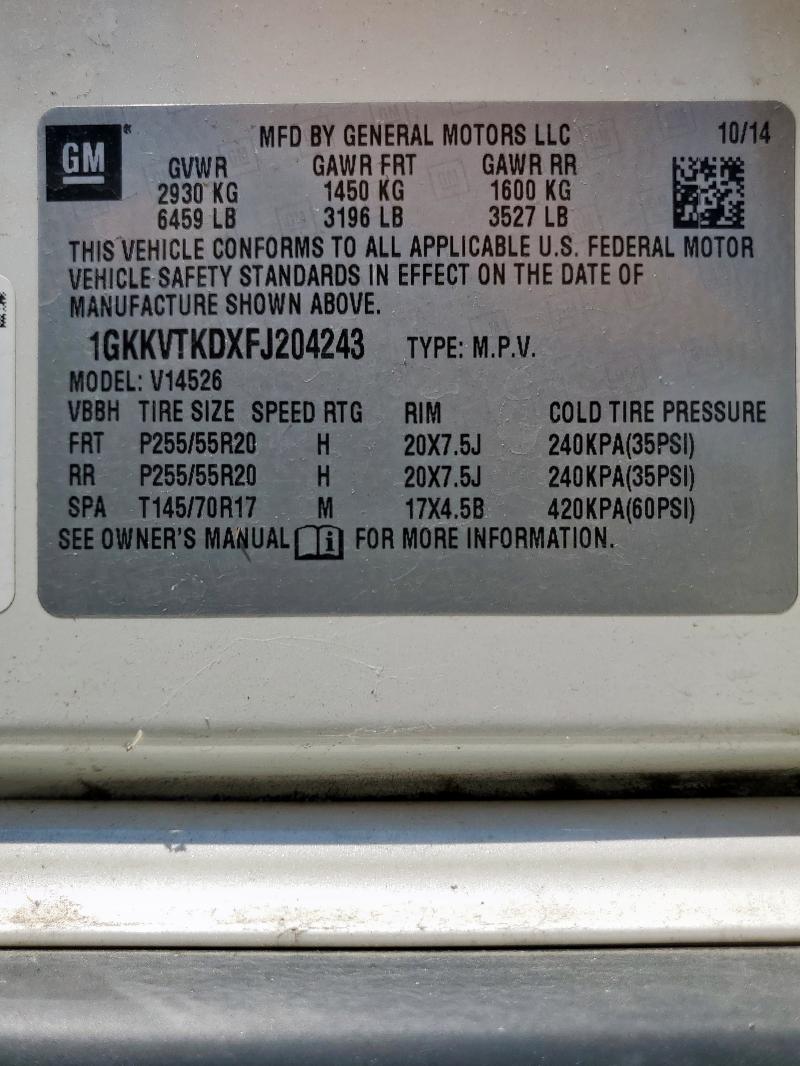 GM ® MFD BY GENERAL MOTORS LLC 10/14
GVWR GAWR FRT GAWR RR
2930 KG 1450 KG 1600 KG
6459 LB 3196 LB 3527 LB
THIS VEHICLE CONFORMS TO ALL APPLICABLE U.S. FEDERAL MOTOR
VEHICLE SAFETY STANDARDS IN EFFECT ON THE DATE OF
MANUFACTURE SHOWN ABOVE.
1GKKVTKDXFJ204243 TYPE: M.P.V.
MODEL: V14526
VBBH TIRE SIZE SPEED RTG RIM COLD TIRE PRESSURE
FRT P255/55R20 H 20X7.5J 240KPA(35PSI)
RR P255/55R20 H 20X7.5J 240KPA(35PSI)
SPA T145/70R17 M 17X4.5B 420KPA(60PSI)
SEE OWNER'S MANUAL i FOR MORE INFORMATION.